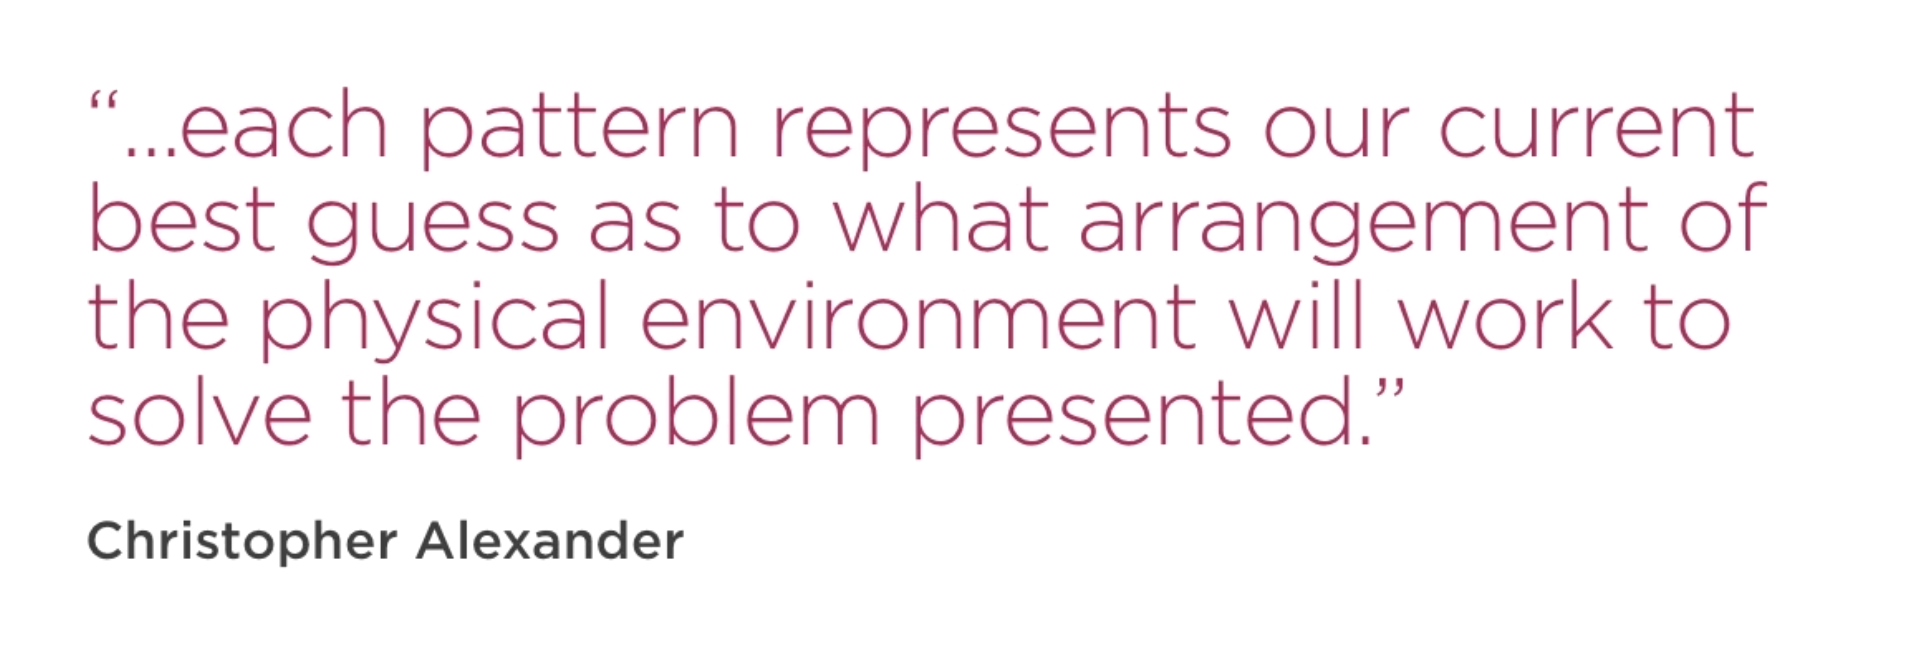 “...each pattern represents our current
best guess as to what arrangement of
the physical environment will work to
solve the problem presented.”
Christopher Alexander